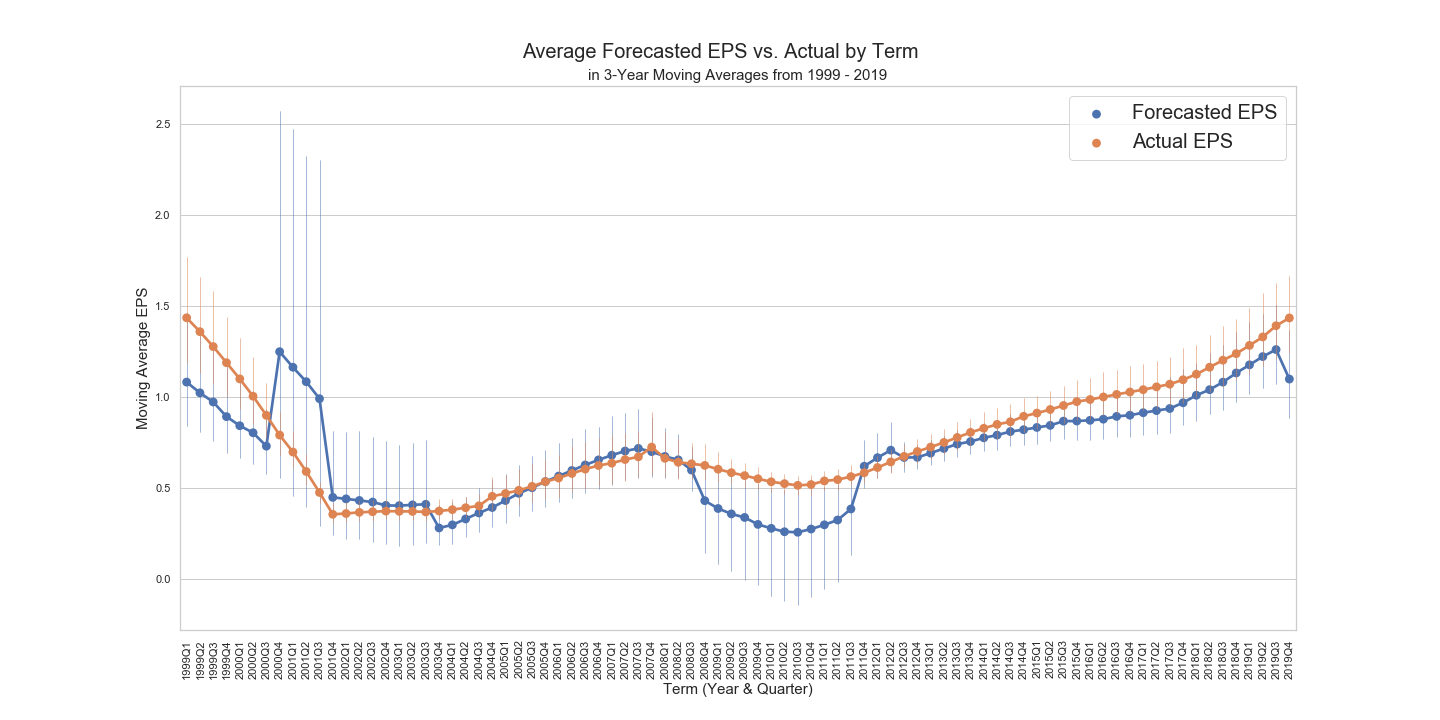 Average Forecasted EPS vs. Actual by Term
in 3-Year Moving Averages from 1999 - 2019
Forecasted EPS
Actual EPS
Moving Average EPS
2.5
2.0
1.5
1.0
0.5
0.0
1999Q1
1999Q2
1999Q3
1999Q4
2000Q1
2000Q2
2000Q3
2000Q4
2001Q1
2001Q2
2001Q3
2001Q4
2002Q1
2002Q2
2002Q3
2002Q4
2003Q1
2003Q2
2003Q3
2003Q4
2004Q1
2004Q2
2004Q3
2004Q4
2005Q1
2005Q2
2005Q3
2005Q4
2006Q1
2006Q2
2006Q3
2006Q4
2007Q1
2007Q2
2007Q3
2007Q4
2008Q1
2008Q2
2008Q3
2008Q4
2009Q1
2009Q2
2009Q3
2009Q4
2010Q1
2010Q2
2010Q3
2010Q4
2011Q1
2011Q2
2011Q3
2011Q4
2012Q1
2012Q2
2012Q3
2012Q4
2013Q1
2013Q2
2013Q3
2013Q4
2014Q1
2014Q2
2014Q3
2014Q4
2015Q1
2015Q2
2015Q3
2015Q4
2016Q1
2016Q2
2016Q3
2016Q4
2017Q1
2017Q2
2017Q3
2017Q4
2018Q1
2018Q2
2018Q3
2018Q4
2019Q1
2019Q2
2019Q3
2019Q4
Term (Year & Quarter)